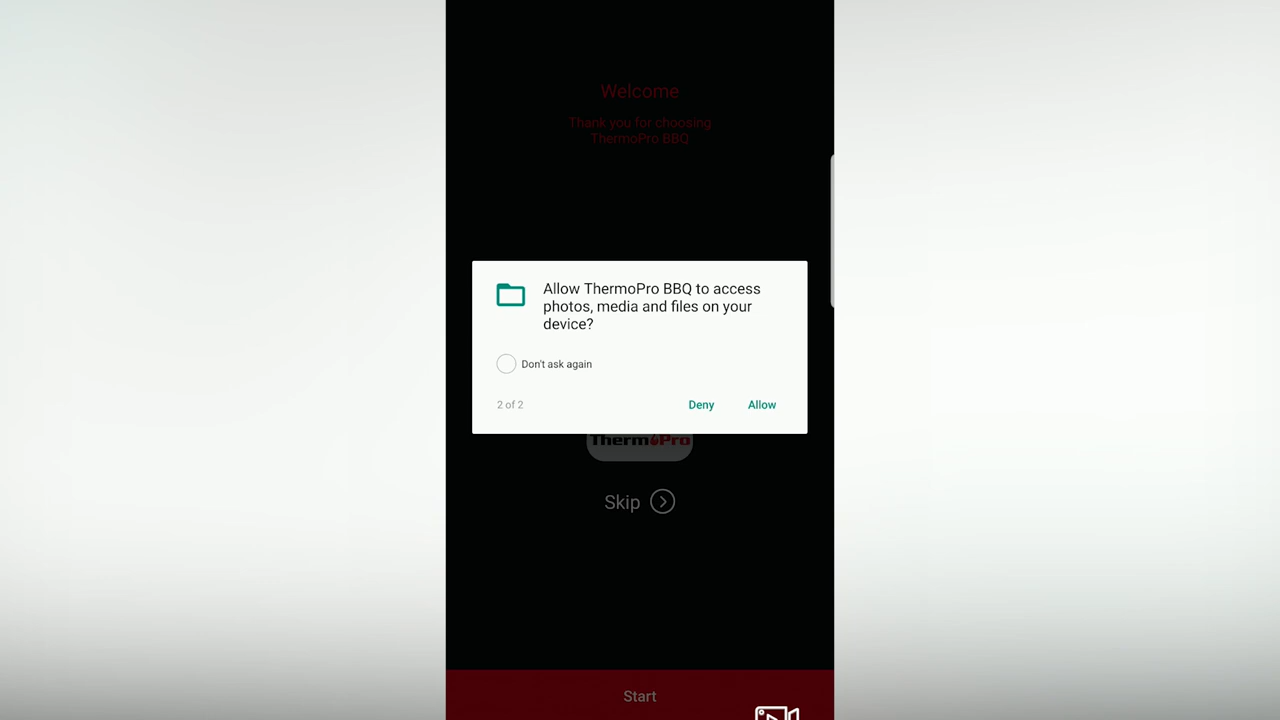 Welcome
Thank you for choosing
ThermoPro BBQ
Allow ThermoPro BBQ to access
photos, media and files on your
device?
Don't ask again
2 of 2
Deny
Allow
ThermoPro
Skip
Start